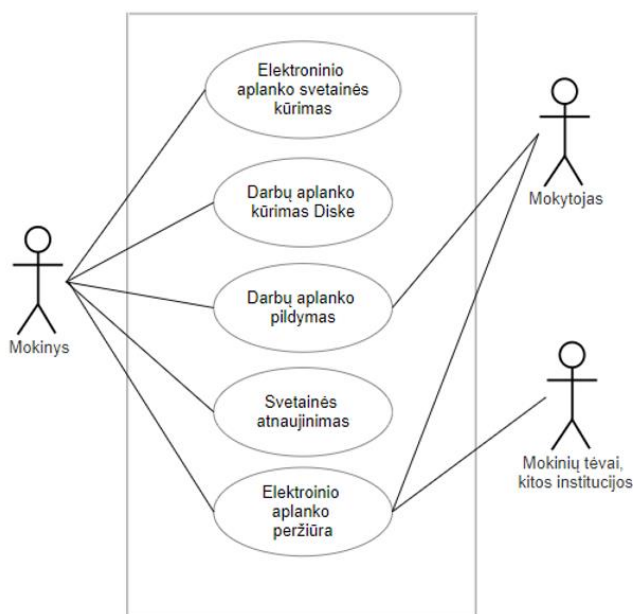 Elektroninio
aplanko svetainės
kūrimas
Darbų aplanko
kūrimas Diske
Mokytojas
Mokinys
Darbų aplanko
pildymas
Svetainės
atnaujinimas
Mokinių tėvai,
kitos institucijos
Elektroinio
aplanko
peržiūra